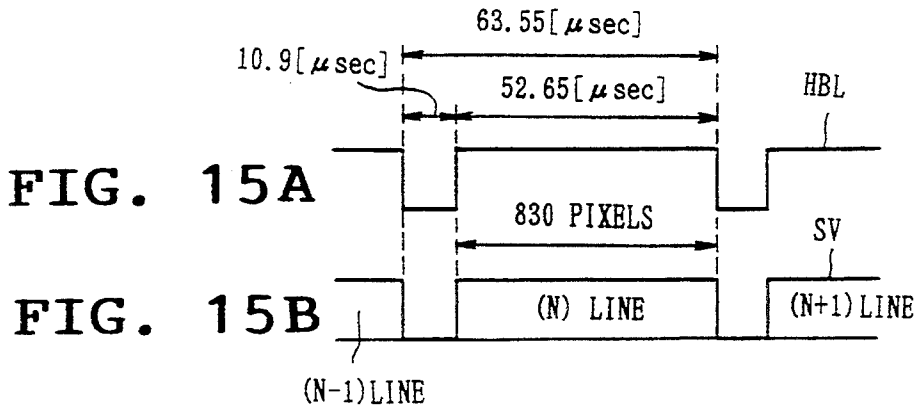 63.55[μsec]
10.9[μsec]
52.65[μsec]
HBL
FIG. 15A
830 PIXELS
SV
FIG. 15B
(N) LINE
(N+1)LINE
(N-1)LINE